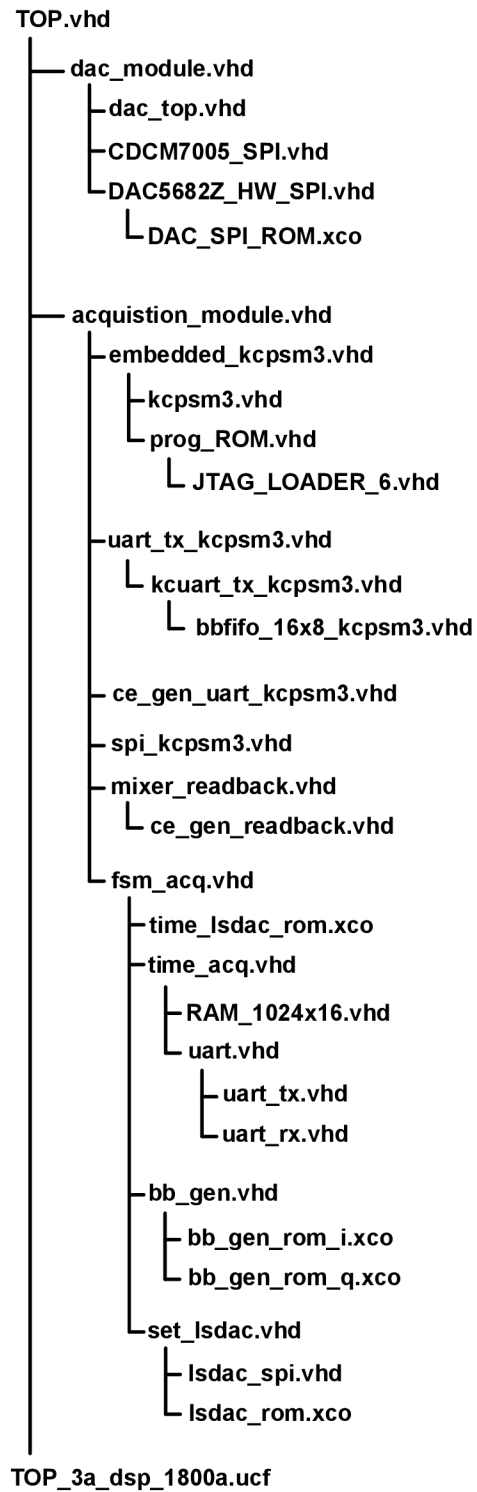 TOP.vhd
dac_module.vhd
dac_top.vhd
CDCM7005_SPI.vhd
DAC5682Z_HW_SPI.vhd
DAC_SPI_ROM.xco
acquistion_module.vhd
embedded_kcpsm3.vhd
kcpsm3.vhd
prog_ROM.vhd
JTAG_LOADER_6.vhd
uart_tx_kcpsm3.vhd
kcuart_tx_kcpsm3.vhd
bbfifo_16x8_kcpsm3.vhd
ce_gen_uart_kcpsm3.vhd
spi_kcpsm3.vhd
mixer_readback.vhd
ce_gen_readback.vhd
fsm_acq.vhd
time_lsdac_rom.xco
time_acq.vhd
RAM_1024x16.vhd
uart.vhd
uart_tx.vhd
uart_rx.vhd
bb_gen.vhd
bb_gen_rom_i.xco
bb_gen_rom_q.xco
set_lsdac.vhd
lsdac_spi.vhd
lsdac_rom.xco
TOP_3a_dsp_1800a.ucf